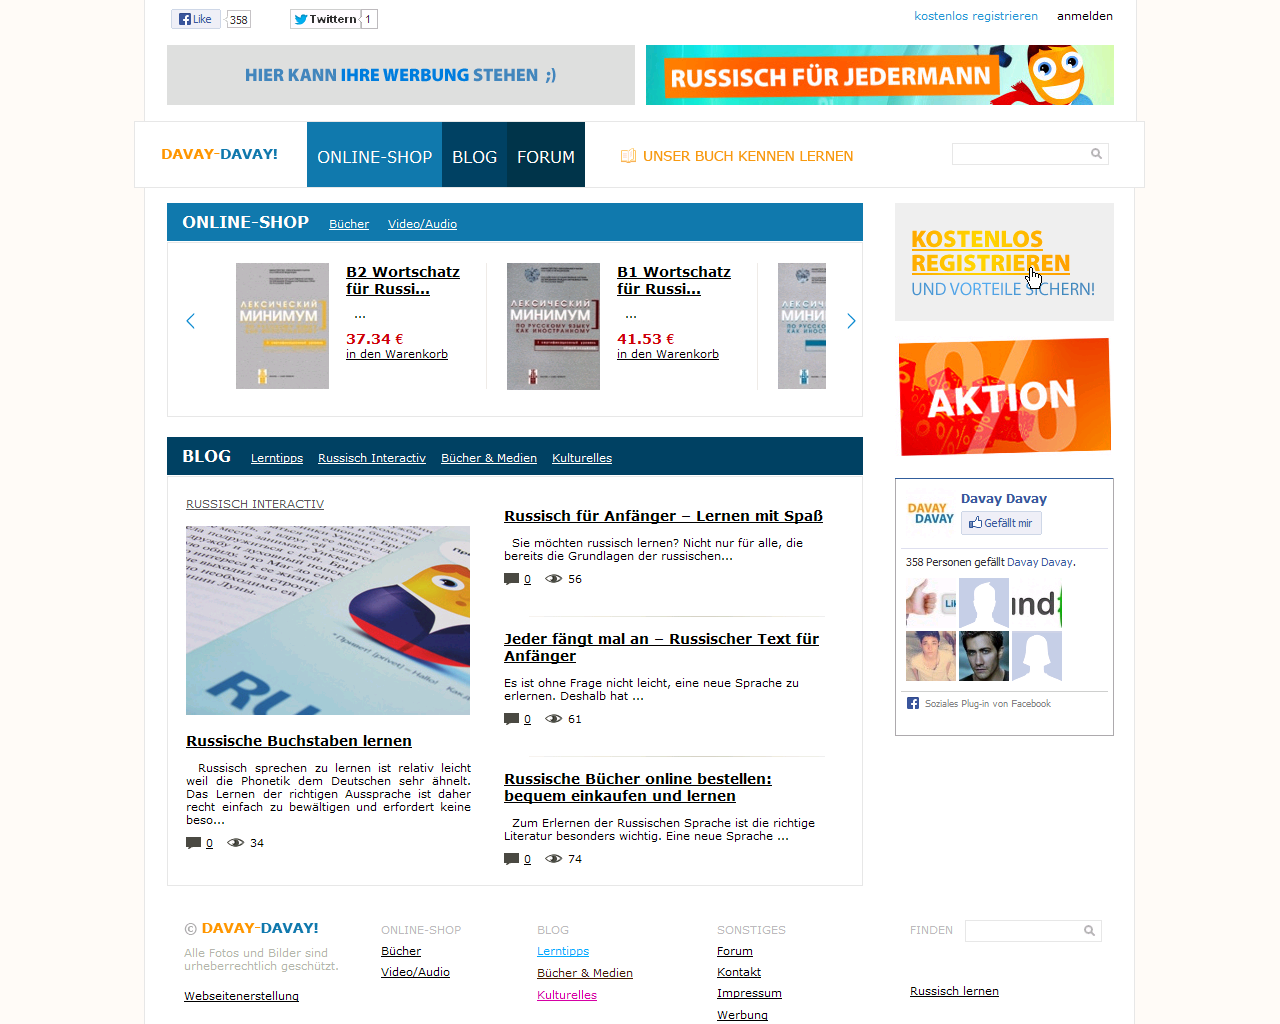 Like 358 Twittern 1 kostenlos registrieren anmelden
HIER KANN IHRE WERBUNG STEHEN ;) RUSSISCH FÜR JEDERMANN
DAVAY-DAVAY! ONLINE-SHOP BLOG FORUM UNSER BUCH KENNEN LERNEN
ONLINE-SHOP Bücher Video/Audio
ЛЕКСИЧЕСКИЙ
МИНИМУМ
ПО РУССКОМУ ЯЗЫКУ
КАК ИНОСТРАННОМУ
B2 Wortschatz
für Russi...
...
37.34 €
in den Warenkorb
ЛЕКСИЧЕСКИЙ
МИНИМУМ
ПО РУССКОМУ ЯЗЫКУ
КАК ИНОСТРАННОМУ
B1 Wortschatz
für Russi...
...
41.53 €
in den Warenkorb
KOSTENLOS
REGISTRIEREN
UND VORTEILE SICHERN!
%
AKTION
BLOG Lerntipps Russisch Interactiv Bücher & Medien Kulturelles
RUSSISCH INTERACTIV
RU
Russische Buchstaben lernen
Russisch sprechen zu lernen ist relativ leicht
weil die Phonetik dem Deutschen sehr ähnelt.
Das Lernen der richtigen Aussprache ist daher
recht einfach zu bewältigen und erfordert keine
beso...
0 34
Russisch für Anfänger – Lernen mit Spaß
Sie möchten russisch lernen? Nicht nur für alle, die
bereits die Grundlagen der russischen...
0 56
Jeder fängt mal an – Russischer Text für
Anfänger
Es ist ohne Frage nicht leicht, eine neue Sprache zu
erlernen. Deshalb hat ...
0 61
Russische Bücher online bestellen:
bequem einkaufen und lernen
Zum Erlernen der Russischen Sprache ist die richtige
Literatur besonders wichtig. Eine neue Sprache ...
0 74
DAVAY
DAVAY
Davay Davay
Gefällt mir
358 Personen gefällt Davay Davay.
Lik
und
Soziales Plug-in von Facebook
© DAVAY-DAVAY!
Alle Fotos und Bilder sind
urheberrechtlich geschützt.
Webseitenerstellung
ONLINE-SHOP
Bücher
Video/Audio
BLOG
Lerntipps
Bücher & Medien
Kulturelles
SONSTIGES
Forum
Kontakt
Impressum
Werbung
FINDEN
Russisch lernen